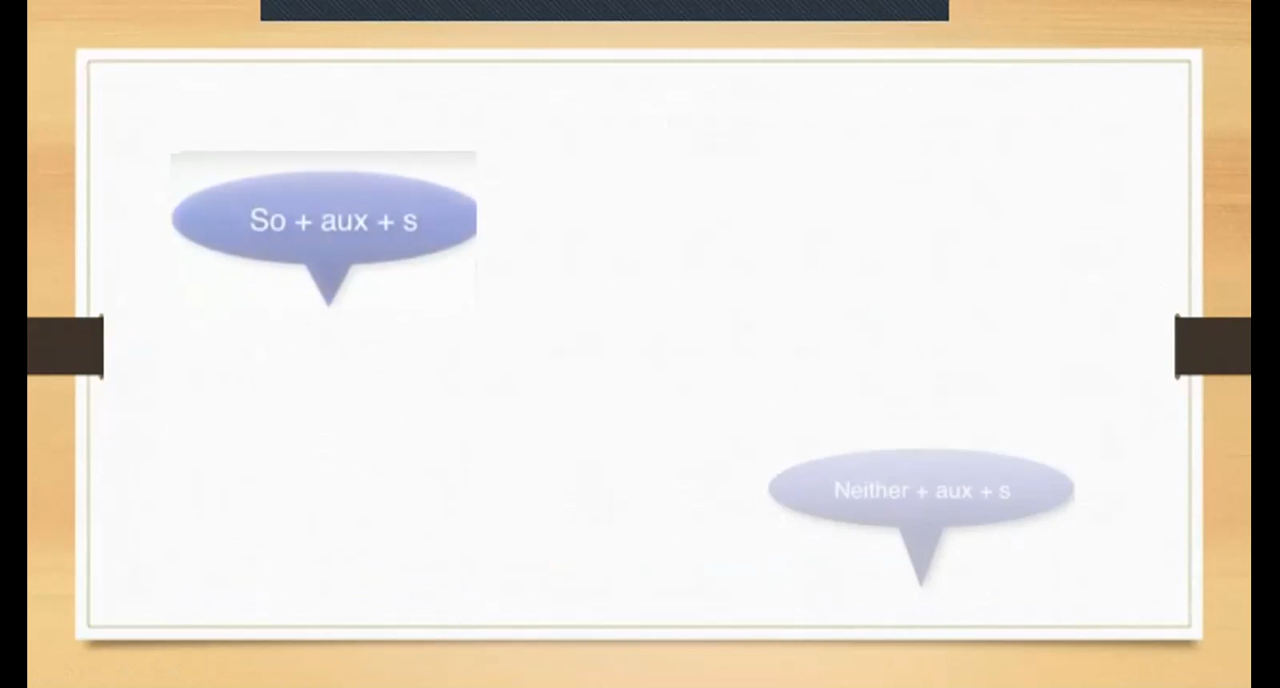 So + aux + s
Neither + aux + s